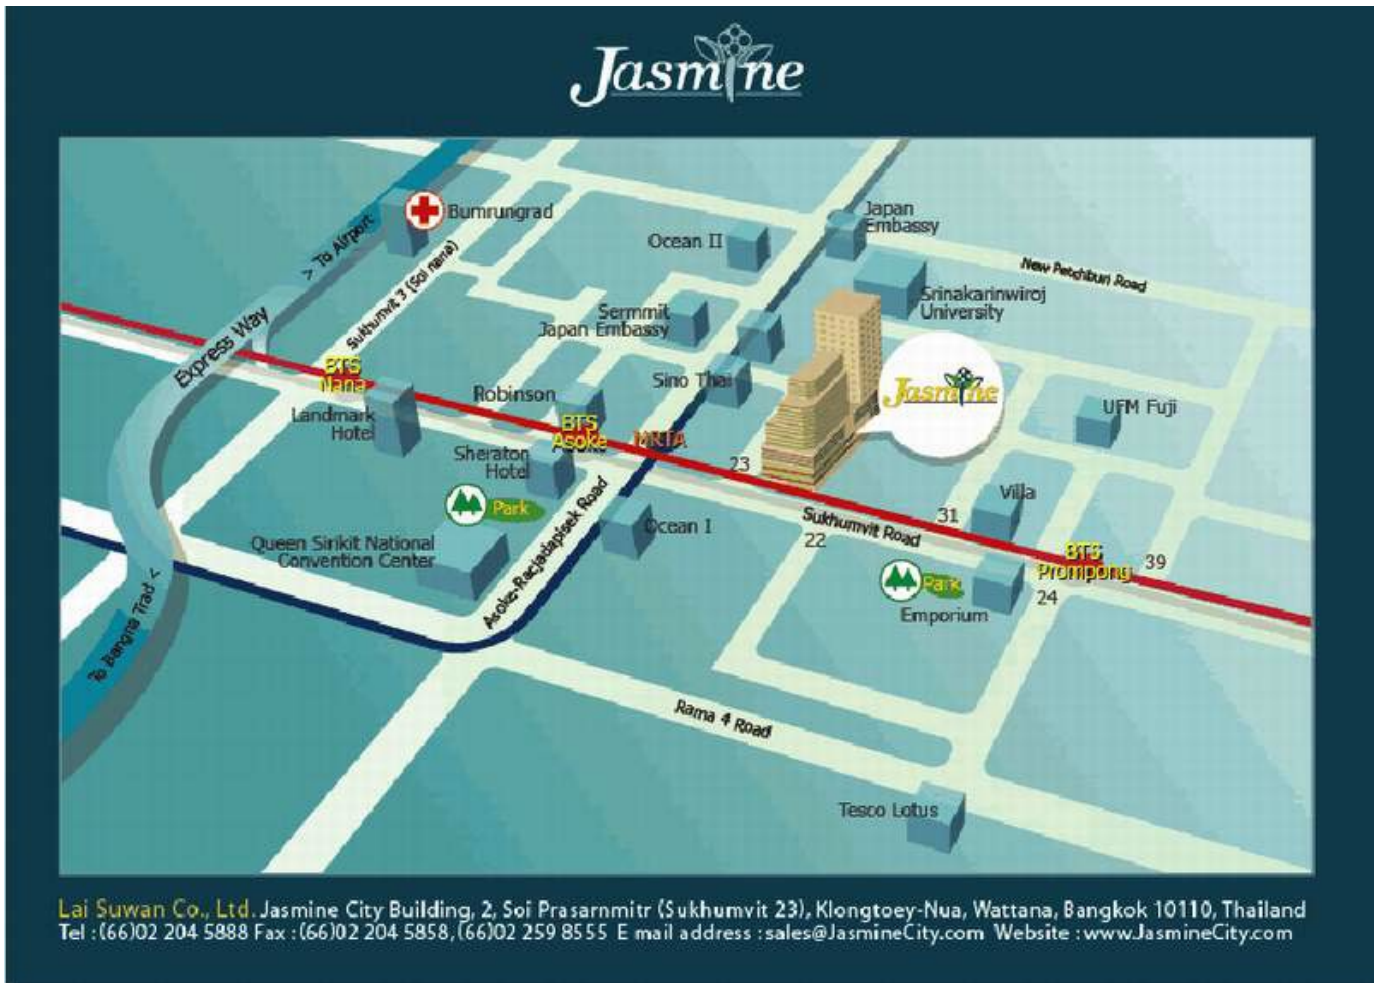 Jasmine
Bumrungrad
> To Airport
Sukhumvit 3 (Soi nana)
Express Way
Ocean II
Japan
Embassy
New Petchburi Road
Srinakarinwiroj
University
Sermmit
Japan Embassy
Sino Thai
Jasmine
UFM Fuji
BTS
Nana
Landmark
Hotel
Robinson
BTS
Asoke
Asoke
MRTA
Sheraton
Hotel
23
Park
Queen Sirikit National
Convention Center
Asoke-Racjadapisek Road
Ocean I
Villa
31
Sukhumvit Road
22
BTS
Prompong
39
Park
24
Emporium
To Bangna Trad <
Rama 4 Road
Tesco Lotus
Lai Suwan Co., Ltd. Jasmine City Building, 2, Soi Prasarnmitr (Sukhumvit 23), Klongtoey-Nua, Wattana, Bangkok 10110, Thailand
Tel : (66)02 204 5888 Fax : (66)02 204 5858, (66)02 259 8555 E mail address : sales@JasmineCity.com Website : www.JasmineCity.com